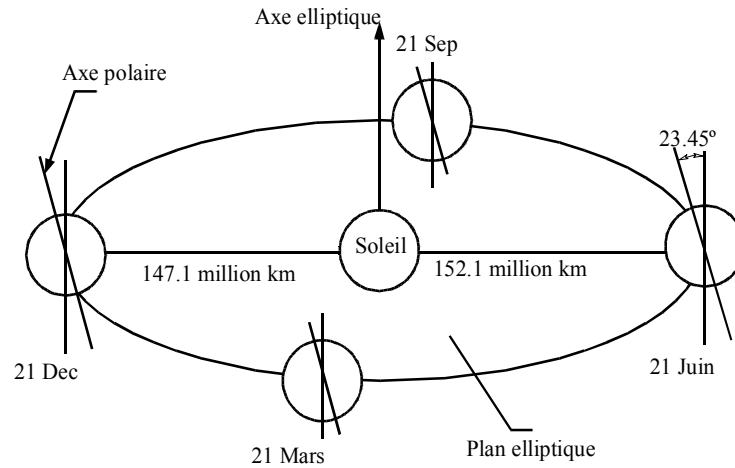 Axe elliptique
21 Sep
Axe polaire
23.45º
Soleil
147.1 million km
152.1 million km
21 Dec
21 Juin
21 Mars
Plan elliptique